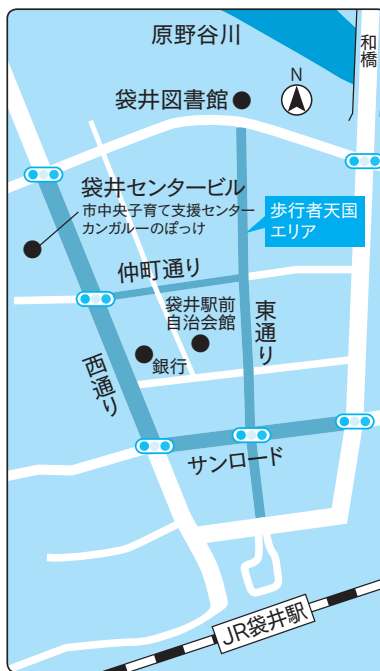 原野谷川
和橋
袋井図書館
N
袋井センタービル
市中央子育て支援センター
カンガルーのぽっけ
歩行者天国
エリア
仲町通り
袋井駅前
自治会館
東通り
銀行
西通り
サンロード
JR袋井駅